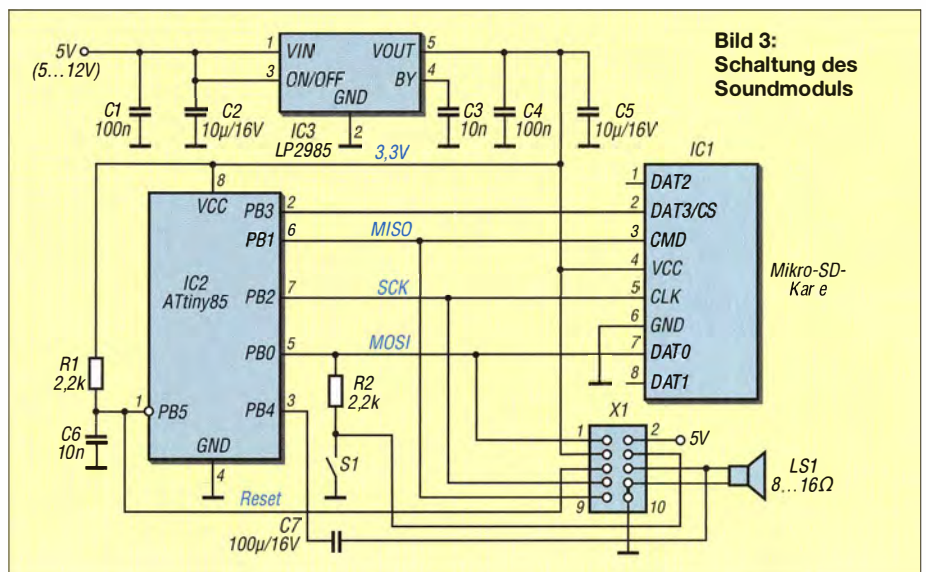 Bild 3:
Schaltung des
Soundmoduls
5V
(5...12V)
1
VIN
VOUT
5
3
ON/OFF
BY
4
GND
2
IC3
LP2985
C1
100n
C2
10µ/16V
C3
10n
C4
100n
C5
10µ/16V
3,3V
IC1
1
DAT2
2
DAT3/CS
3
CMD
4
VCC
5
CLK
6
GND
7
DAT0
8
DAT1
Mikro-SD-
Kar e
8
VCC
PB3
2
PB1
6
MISO
IC2
ATtiny85
PB2
7
SCK
PB0
5
MOSI
R1
2,2k
1
PB5
PB4
3
GND
4
C6
10n
R2
2,2k
S1
Reset
C7
100µ/16V
X1
1
2
5V
9
10
LS1
8...16Ω